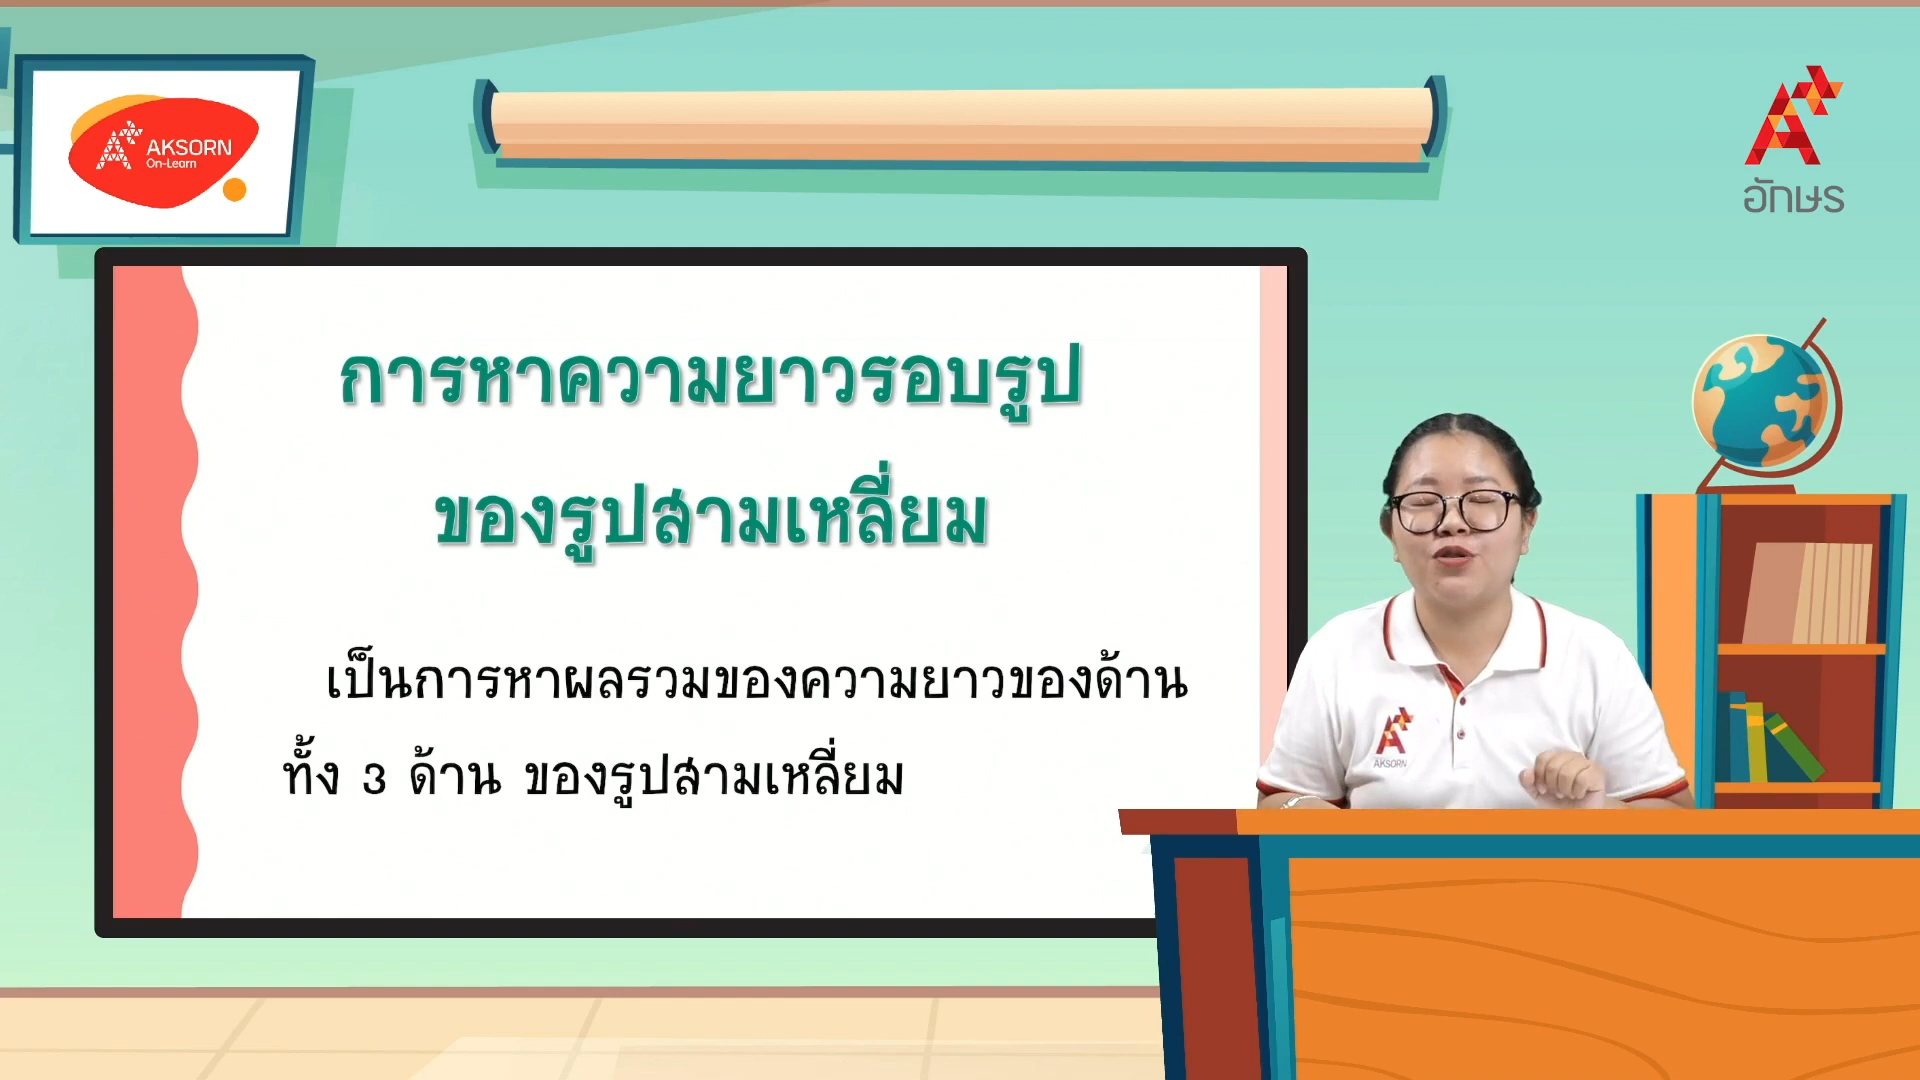 AKSORN
On-Learn
อักษร
การหาความยาวรอบรูป
ของรูปสามเหลี่ยม
เป็นการหาผลรวมของความยาวของด้าน
ทั้ง 3 ด้าน ของรูปสามเหลี่ยม
AKSORN